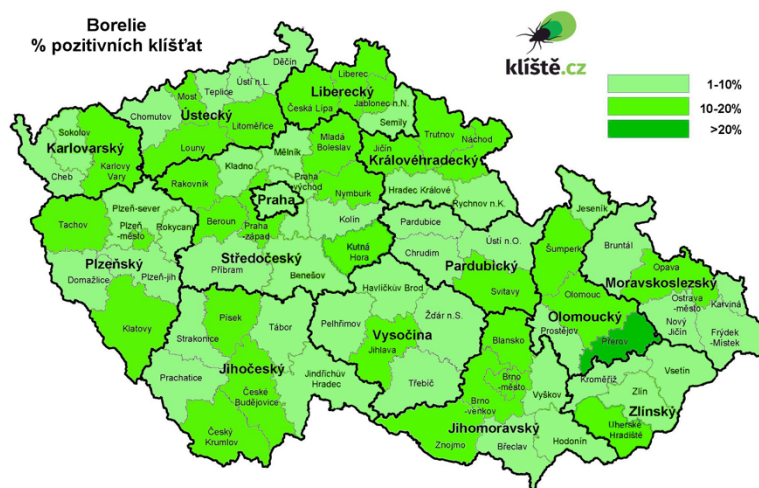 Borelie
% pozitivních klíšťat
klíště.cz
1-10%
10-20%
>20%
Děčín
Ústí n.L.
Teplice
Most
Chomutov
Ústecký
Litoměřice
Louny
Liberec
Liberecký
Česká Lípa
Jablonec n.N.
Semily
Sokolov
Karlovarský
Karlovy
Vary
Cheb
Trutnov
Náchod
Jičín
Královéhradecký
Hradec Králové
Rychnov n.K.
Mladá
Boleslav
Mělník
Kladno
Rakovník
Praha
-východ
Praha
Nymburk
Beroun
Praha
-západ
Kolín
Kutná
Hora
Středočeský
Příbram
Benešov
Tachov
Plzeň-sever
Plzeň
-město
Rokycany
Plzeňský
Plzeň-jih
Domažlice
Klatovy
Pardubice
Ústí n.O.
Chrudim
Pardubický
Svitavy
Jeseník
Šumperk
Bruntál
Opava
Moravskoslezský
Ostrava
-město
Karviná
Nový
Jičín
Frýdek
-Místek
Olomouc
Olomoucký
Prostějov
Přerov
Havlíčkův Brod
Pelhřimov
Žďár n.S.
Vysočina
Jihlava
Třebíč
Písek
Tábor
Strakonice
Jihočeský
Prachatice
České
Budějovice
Jindřichův
Hradec
Český
Krumlov
Blansko
Brno
-město
Brno
-venkov
Vyškov
Jihomoravský
Znojmo
Břeclav
Hodonín
Kroměříž
Vsetín
Zlín
Zlínský
Uherské
Hradiště